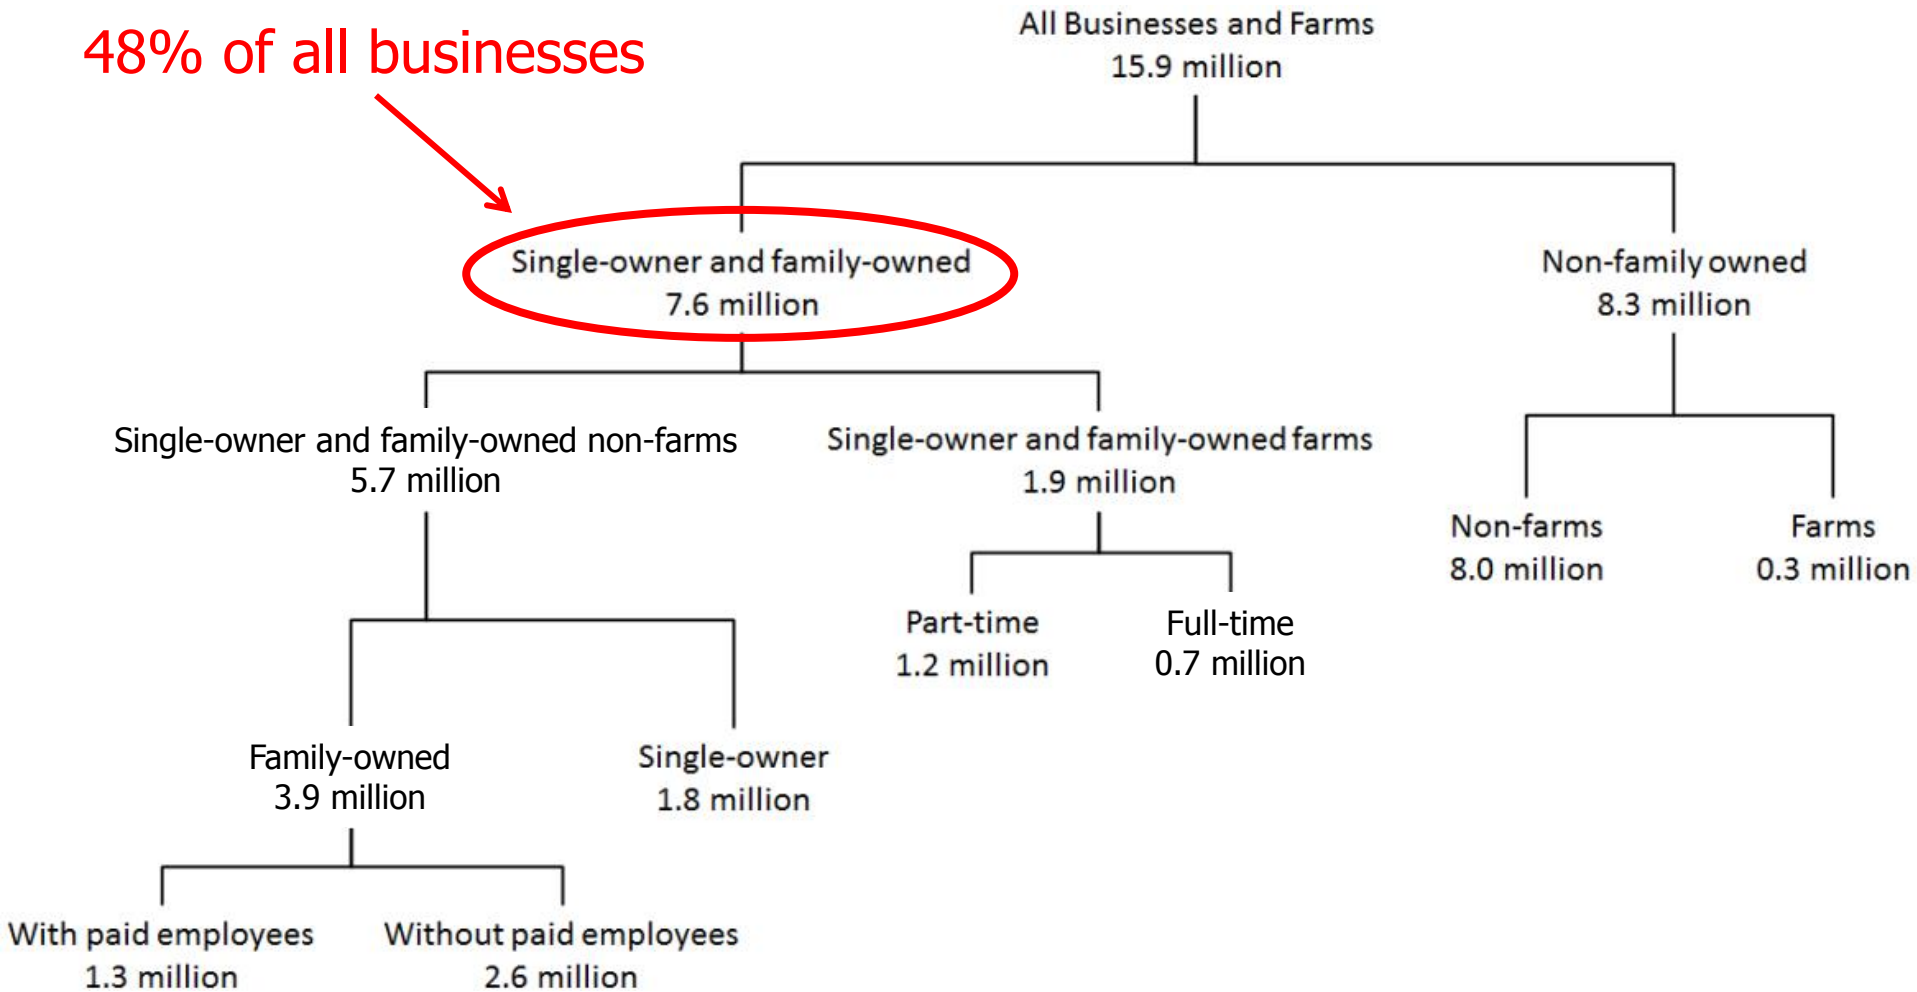 48% of all businesses
All Businesses and Farms
15.9 million
Single-owner and family-owned
7.6 million
Non-family owned
8.3 million
Single-owner and family-owned non-farms
5.7 million
Single-owner and family-owned farms
1.9 million
Non-farms
8.0 million
Farms
0.3 million
Part-time
1.2 million
Full-time
0.7 million
Family-owned
3.9 million
Single-owner
1.8 million
With paid employees
1.3 million
Without paid employees
2.6 million